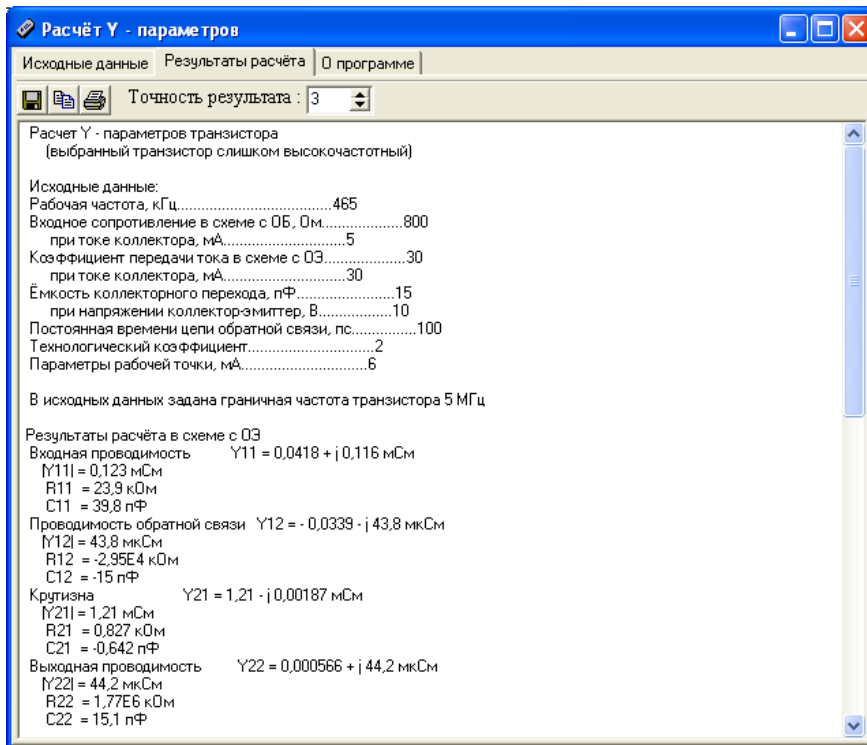 Расчёт Y - параметров
Исходные данные Результаты расчёта О программе
Точность результата : 3
Расчет Y - параметров транзистора
(выбранный транзистор слишком высокочастотный)
Исходные данные:
Рабочая частота, кГц......................................465
Входное сопротивление в схеме с ОБ, Ом....................800
при токе коллектора, мА..............................5
Коэффициент передачи тока в схеме с ОЭ....................30
при токе коллектора, мА..............................30
Ёмкость коллекторного перехода, пФ........................15
при напряжении коллектор-эмиттер, В..................10
Постоянная времени цепи обратной связи, пс................100
Технологический коэффициент...............................2
Параметры рабочей точки, мА...............................6
В исходных данных задана граничная частота транзистора 5 МГц
Результаты расчёта в схеме с ОЭ
Входная проводимость Y11 = 0,0418 + j 0,116 мСм
|Y11| = 0,123 мСм
R11 = 23,9 кОм
C11 = 39,8 пФ
Проводимость обратной связи Y12 = - 0,0339 - j 43,8 мкСм
|Y12| = 43,8 мкСм
R12 = -2,95E4 кОм
C12 = -15 пФ
Крутизна Y21 = 1,21 - j 0,00187 мСм
|Y21| = 1,21 мСм
R21 = 0,827 кОм
C21 = -0,642 пФ
Выходная проводимость Y22 = 0,000566 + j 44,2 мкСм
|Y22| = 44,2 мкСм
R22 = 1,77E6 кОм
C22 = 15,1 пФ